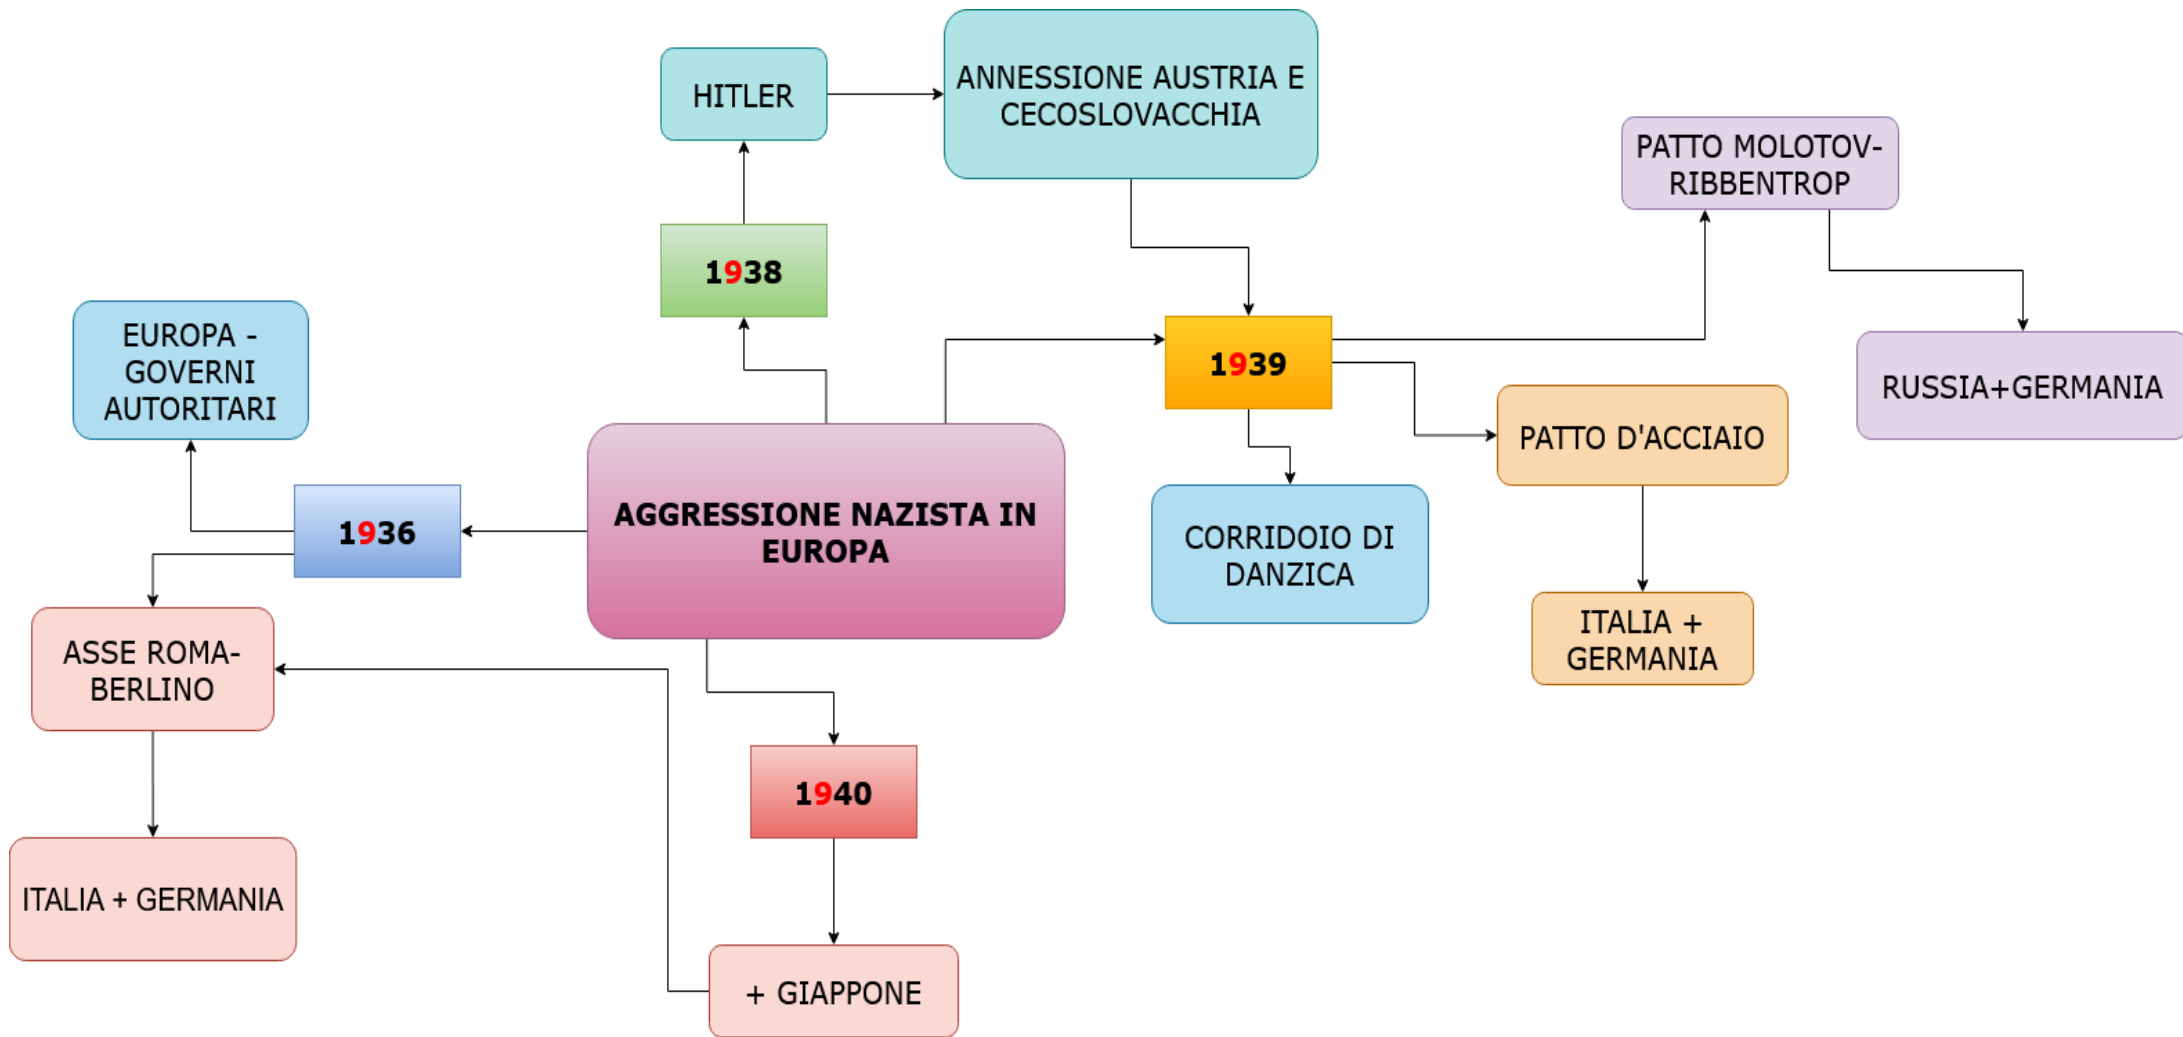 HITLER
ANNESSIONE AUSTRIA E
CECOSLOVACCHIA
PATTO MOLOTOV-
RIBBENTROP
1938
EUROPA -
GOVERNI
AUTORITARI
1939
RUSSIA+GERMANIA
PATTO D'ACCIAIO
AGGRESSIONE NAZISTA IN
EUROPA
1936
CORRIDOIO DI
DANZICA
ITALIA +
GERMANIA
ASSE ROMA-
BERLINO
1940
ITALIA + GERMANIA
+ GIAPPONE